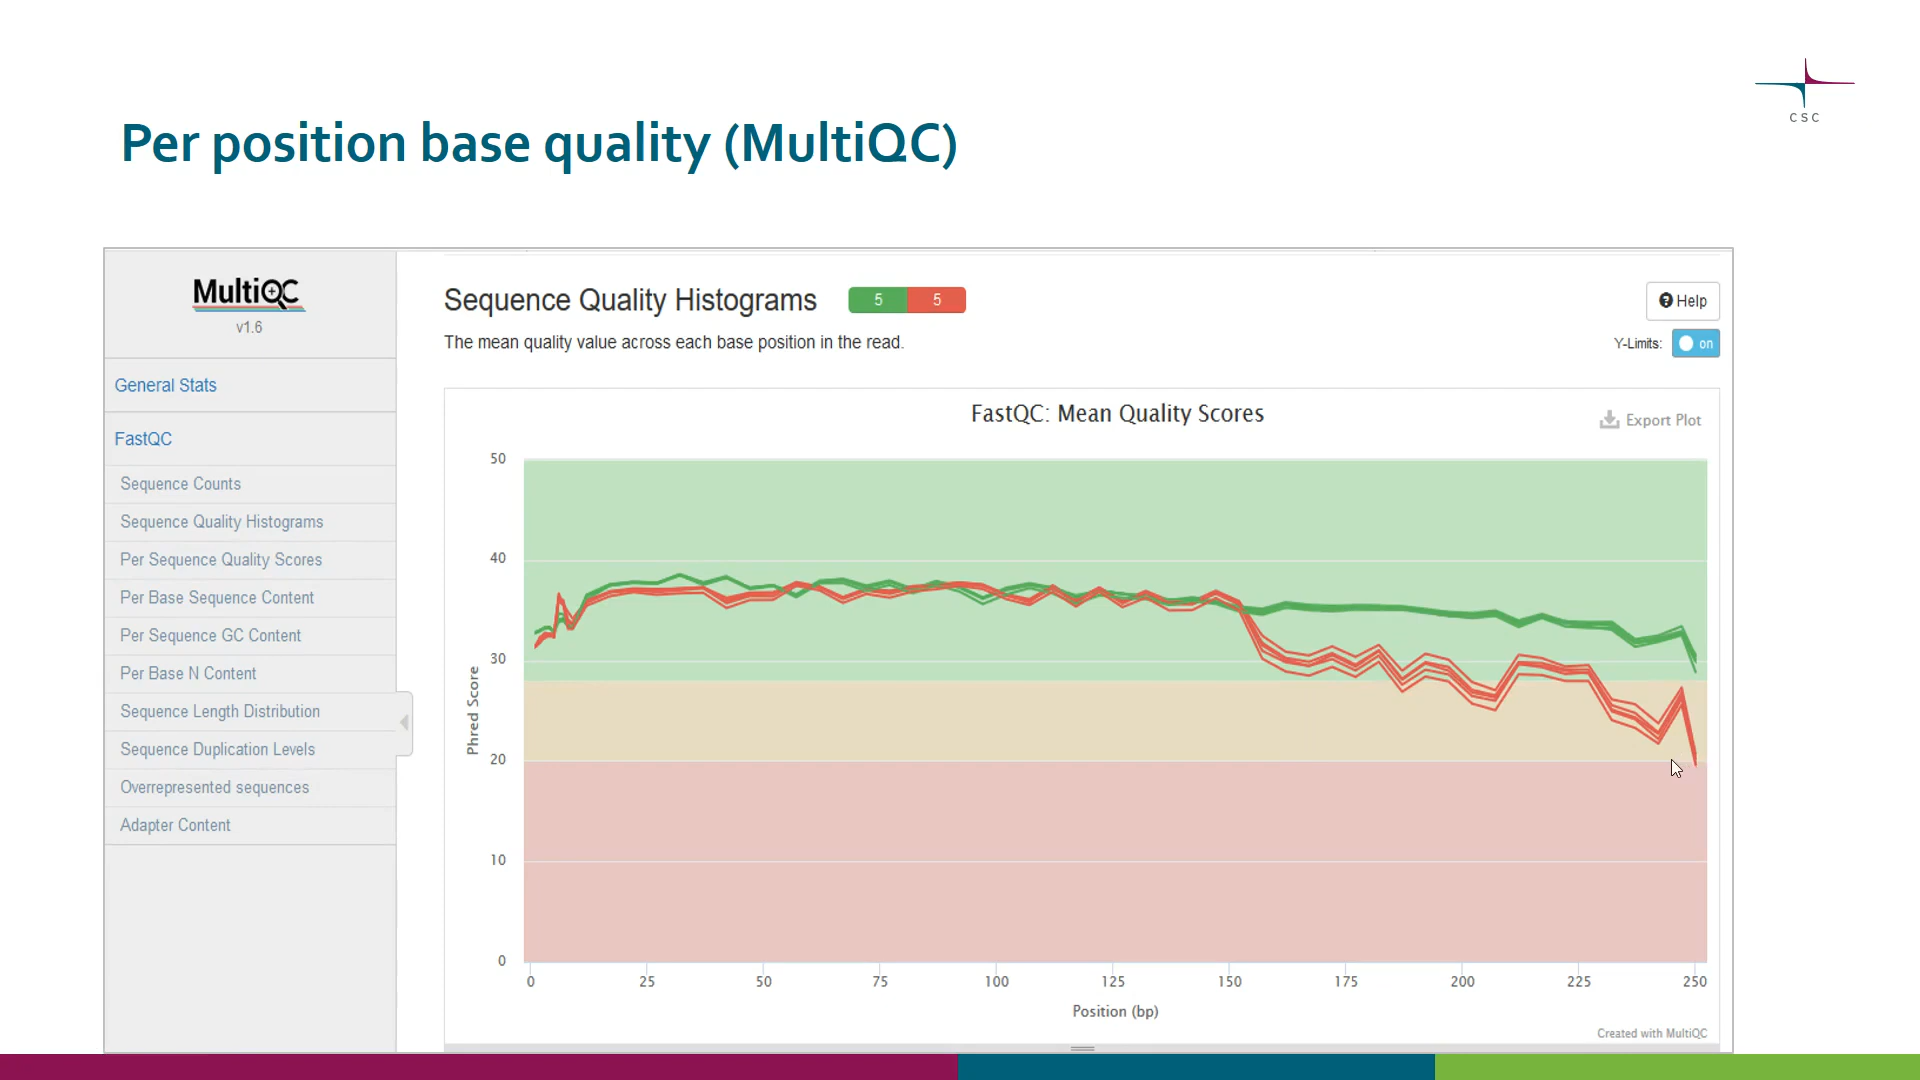 CSC
Per position base quality (MultiQC)
MultiQC
v1.6
General Stats
FastQC
Sequence Counts
Sequence Quality Histograms
Per Sequence Quality Scores
Per Base Sequence Content
Per Sequence GC Content
Per Base N Content
Sequence Length Distribution
Sequence Duplication Levels
Overrepresented sequences
Adapter Content
Sequence Quality Histograms 5 5
Help
The mean quality value across each base position in the read.
Y-Limits: on
FastQC: Mean Quality Scores
Export Plot
Phred Score
50
40
30
20
10
0
0 25 50 75 100 125 150 175 200 225 250
Position (bp)
Created with MultiQC